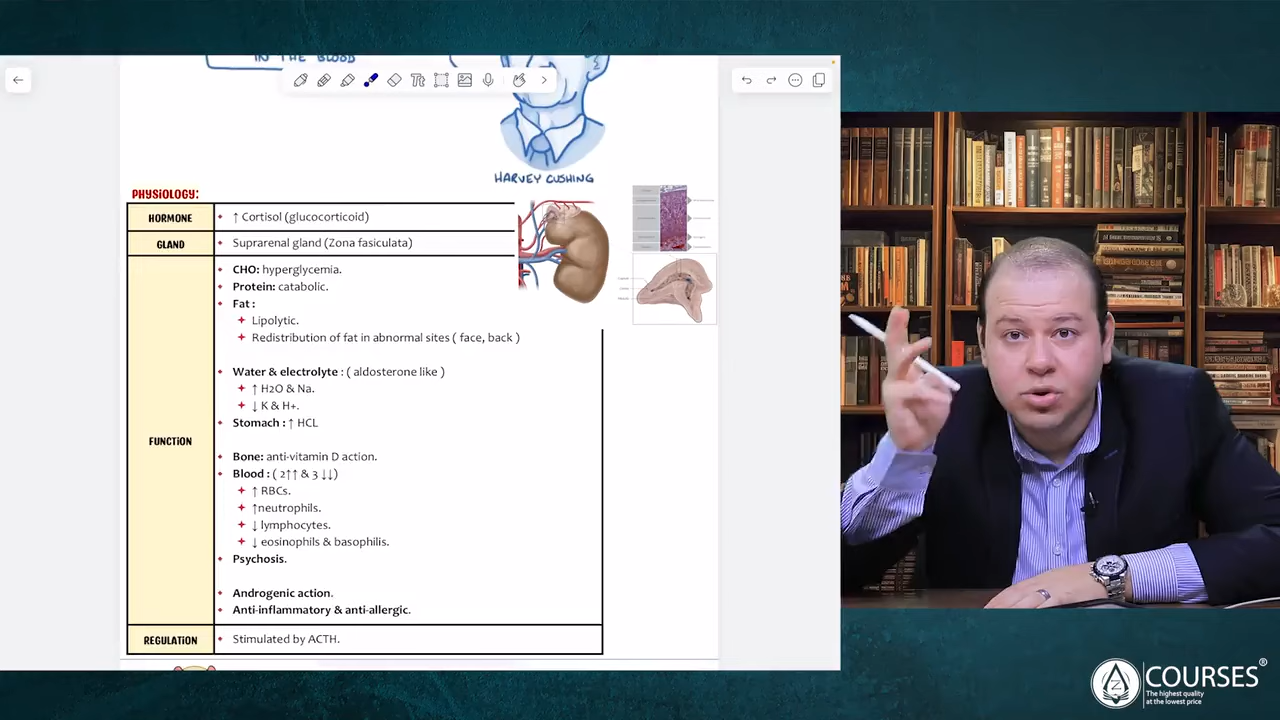 IN THE BLOOD
Tt
HARVEY CUSHING
PHYSIOLOGY:
HORMONE
✦ ↑ Cortisol (glucocorticoid)
GLAND
✦ Suprarenal gland (Zona fasiculata)
FUNCTION
✦ CHO: hyperglycemia.
✦ Protein: catabolic.
✦ Fat :
✦ Lipolytic.
✦ Redistribution of fat in abnormal sites ( face, back )
✦ Water & electrolyte : ( aldosterone like )
✦ ↑ H2O & Na.
✦ ↓ K & H+.
✦ Stomach : ↑ HCL
✦ Bone: anti-vitamin D action.
✦ Blood : ( 2↑↑ & 3 ↓↓)
✦ ↑ RBCs.
✦ ↑neutrophils.
✦ ↓ lymphocytes.
✦ ↓ eosinophils & basophilis.
✦ Psychosis.
✦ Androgenic action.
✦ Anti-inflammatory & anti-allergic.
REGULATION
✦ Stimulated by ACTH.
Z COURSES®
The highest quality
at the lowest price